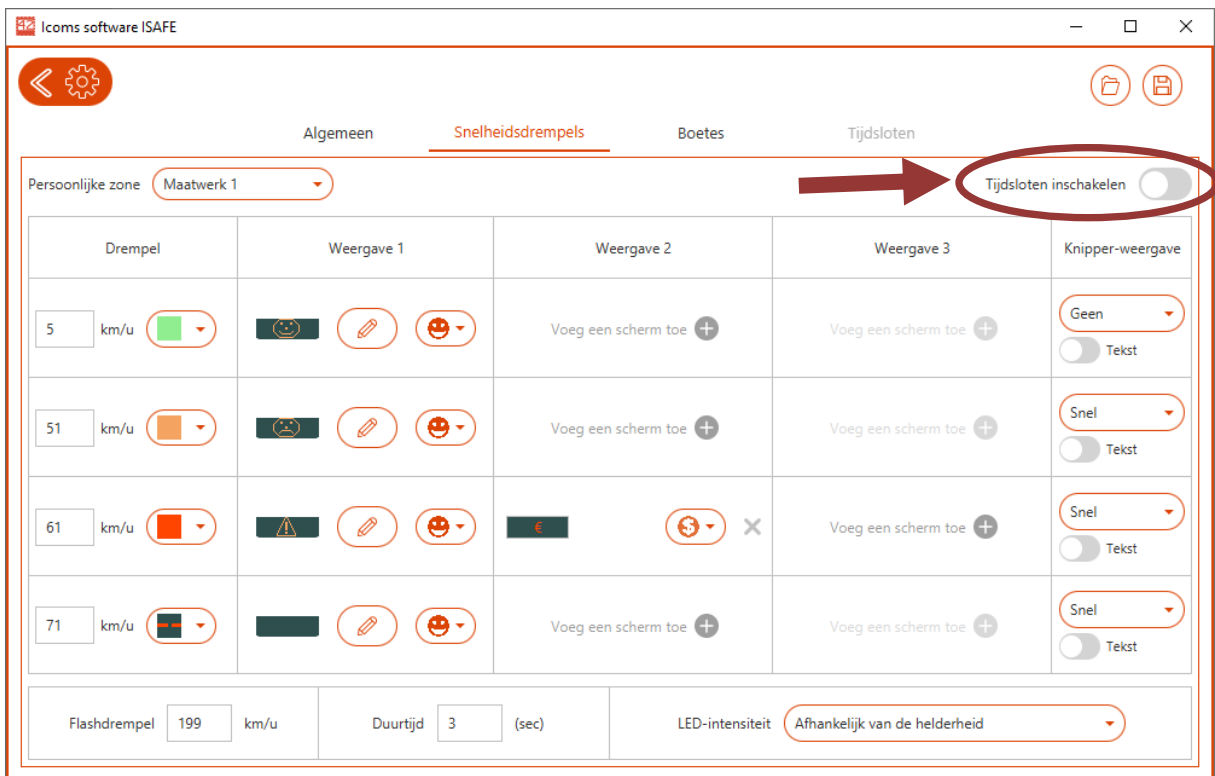 Icoms software ISAFE
Algemeen Snelheidsdrempels Boetes Tijdsloten
Persoonlijke zone Maatwerk 1 Tijdsloten inschakelen
Drempel Weergave 1 Weergave 2 Weergave 3 Knipper-weergave
5 km/u Voeg een scherm toe Voeg een scherm toe Geen
Tekst
51 km/u Voeg een scherm toe Voeg een scherm toe Snel
Tekst
61 km/u € Voeg een scherm toe Snel
Tekst
71 km/u Voeg een scherm toe Voeg een scherm toe Snel
Tekst
Flashdrempel 199 km/u Duurtijd 3 (sec) LED-intensiteit Afhankelijk van de helderheid